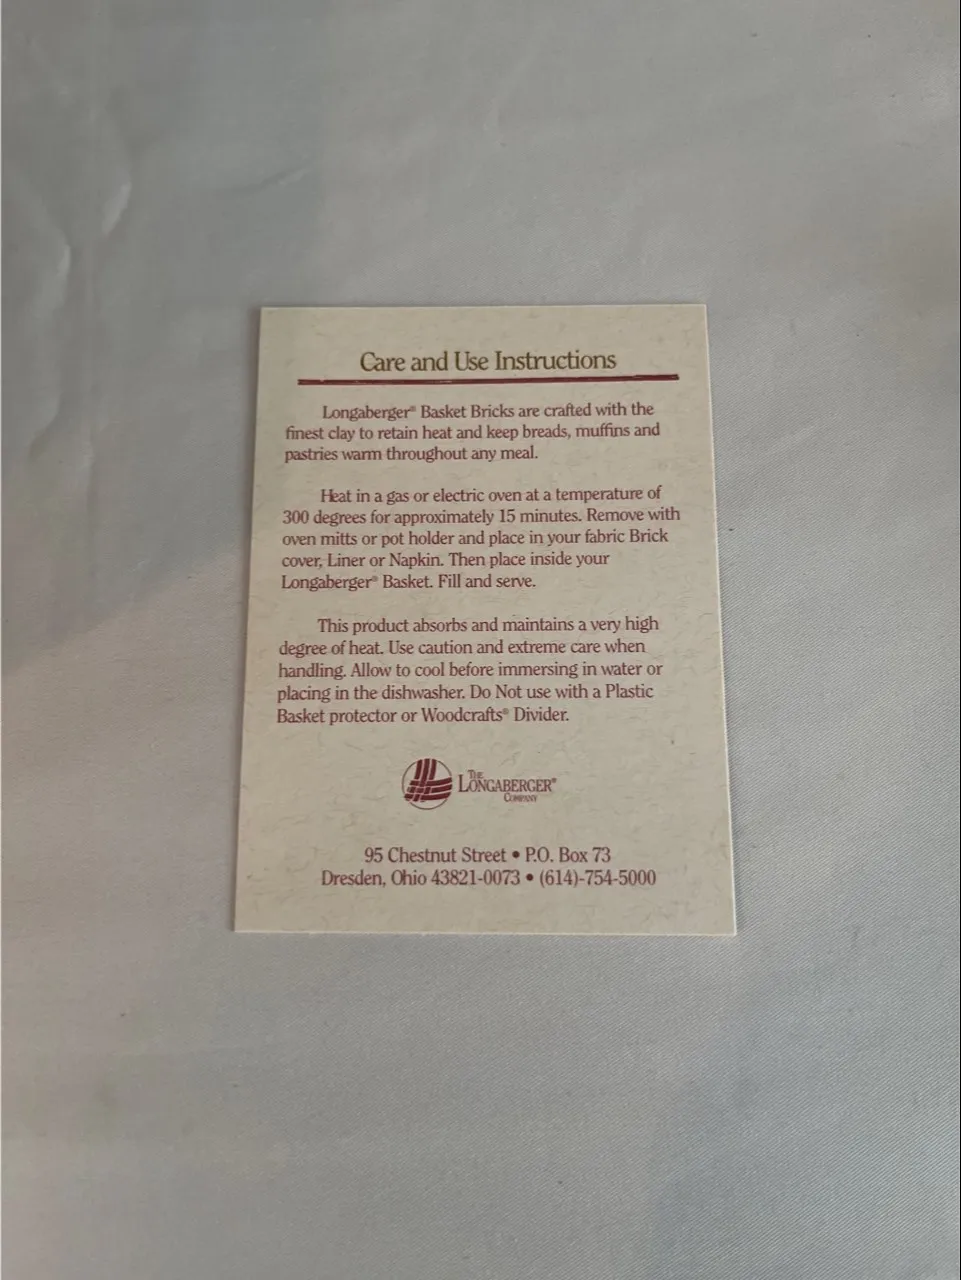 Care and Use Instructions
Longaberger® Basket Bricks are crafted with the
finest clay to retain heat and keep breads, muffins and
pastries warm throughout any meal.
Heat in a gas or electric oven at a temperature of
300 degrees for approximately 15 minutes. Remove with
oven mitts or pot holder and place in your fabric Brick
cover, Liner or Napkin. Then place inside your
Longaberger® Basket. Fill and serve.
This product absorbs and maintains a very high
degree of heat. Use caution and extreme care when
handling. Allow to cool before immersing in water or
placing in the dishwasher. Do Not use with a Plastic
Basket protector or Woodcrafts® Divider.
THE
LONGABERGER®
COMPANY
95 Chestnut Street • P.O. Box 73
Dresden, Ohio 43821-0073 • (614)-754-5000